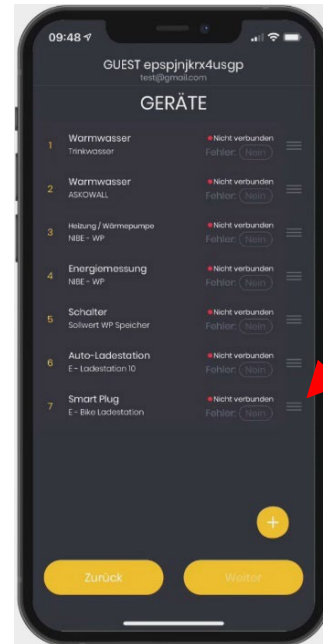 09:48
GUEST epspjnjkrx4usgp
test@gmail.com
GERÄTE
1 Warmwasser Nicht verbunden
Trinkwasser Fehler: Nein
2 Warmwasser Nicht verbunden
ASKOWALL Fehler: Nein
3 Heizung / Wärmepumpe Nicht verbunden
NIBE - WP Fehler: Nein
4 Energiemessung Nicht verbunden
NIBE - WP Fehler: Nein
5 Schalter Nicht verbunden
Sollwert WP Speicher Fehler: Nein
6 Auto-Ladestation Nicht verbunden
E - Ladestation 10 Fehler: Nein
7 Smart Plug Nicht verbunden
E - Bike Ladestation Fehler: Nein
+
Zurück Weiter